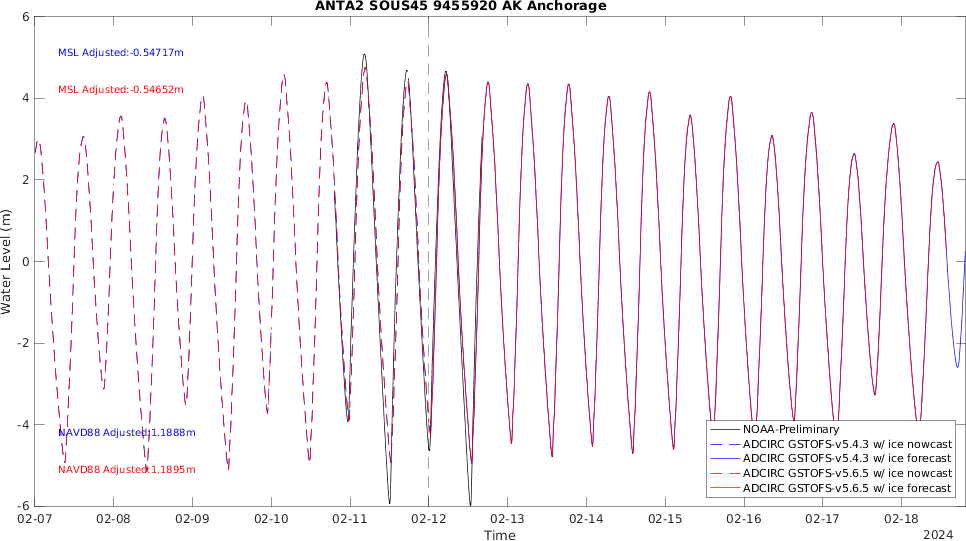 ANTA2 SOUS45 9455920 AK Anchorage
6
4
2
0
-2
-4
-6
Water Level (m)
MSL Adjusted:-0.54717m
MSL Adjusted:-0.54652m
NAVD88 Adjusted:1.1888m
NAVD88 Adjusted:1.1895m
NOAA-Preliminary
ADCIRC GSTOFS-v5.4.3 w/ ice nowcast
ADCIRC GSTOFS-v5.4.3 w/ ice forecast
ADCIRC GSTOFS-v5.6.5 w/ ice nowcast
ADCIRC GSTOFS-v5.6.5 w/ ice forecast
02-07 02-08 02-09 02-10 02-11 02-12 02-13 02-14 02-15 02-16 02-17 02-18
Time
2024